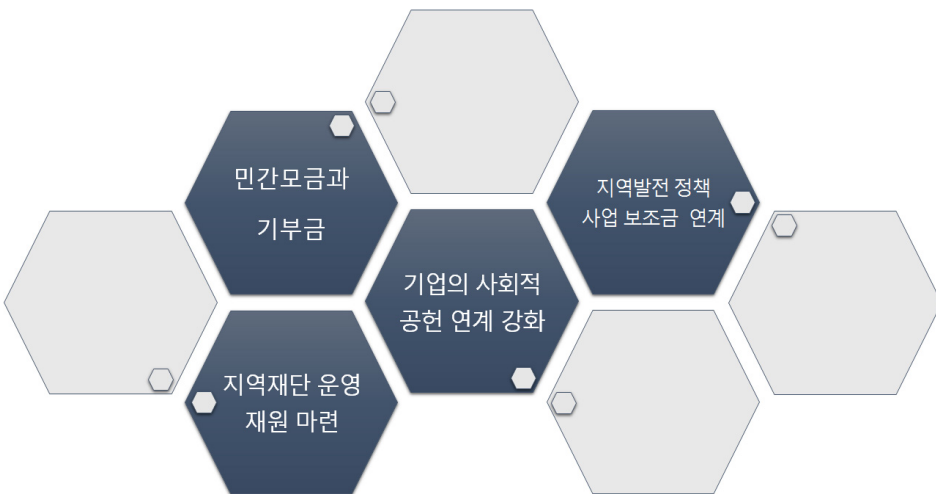 민간모금과
기부금
지역발전 정책
사업 보조금 연계
기업의 사회적
공헌 연계 강화
지역재단 운영
재원 마련